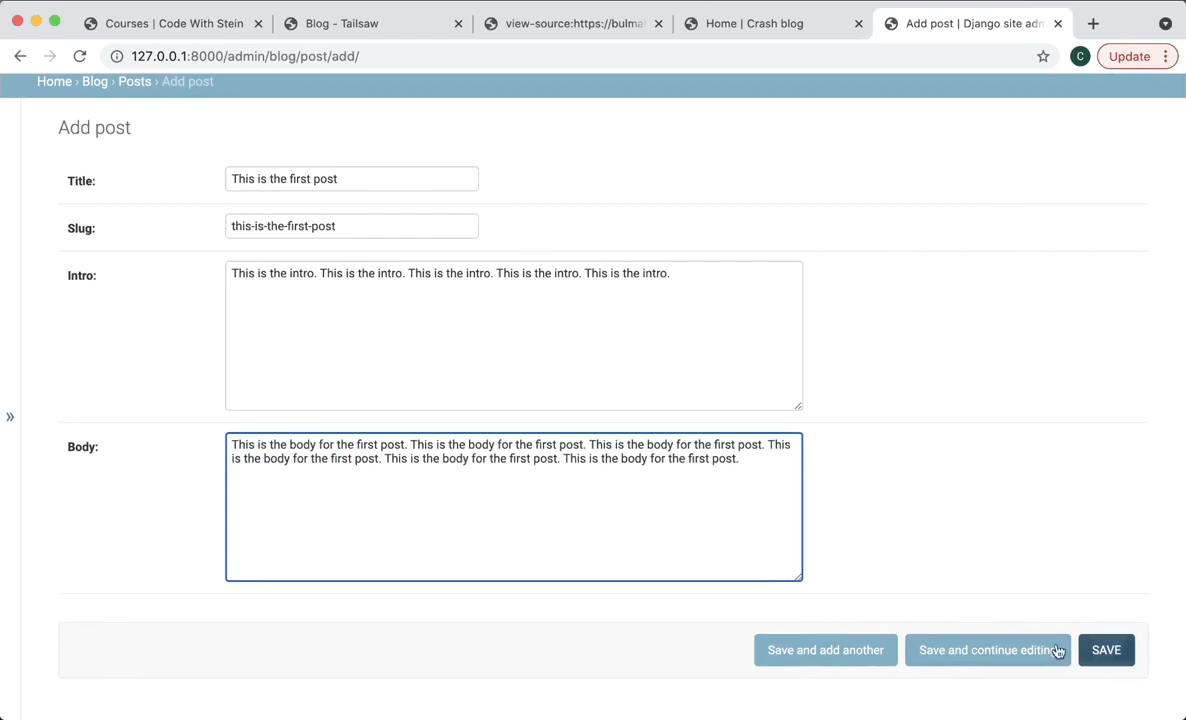 Courses | Code With Stein
Blog - Tailsaw
view-source:https://bulma
Home | Crash blog
Add post | Django site adm
127.0.0.1:8000/admin/blog/post/add/
C
Update
Home › Blog › Posts › Add post
Add post
Title:
This is the first post
Slug:
this-is-the-first-post
Intro:
This is the intro. This is the intro. This is the intro. This is the intro. This is the intro.
»
Body:
This is the body for the first post. This is the body for the first post. This is the body for the first post. This
is the body for the first post. This is the body for the first post. This is the body for the first post.
Save and add another
Save and continue editing
SAVE